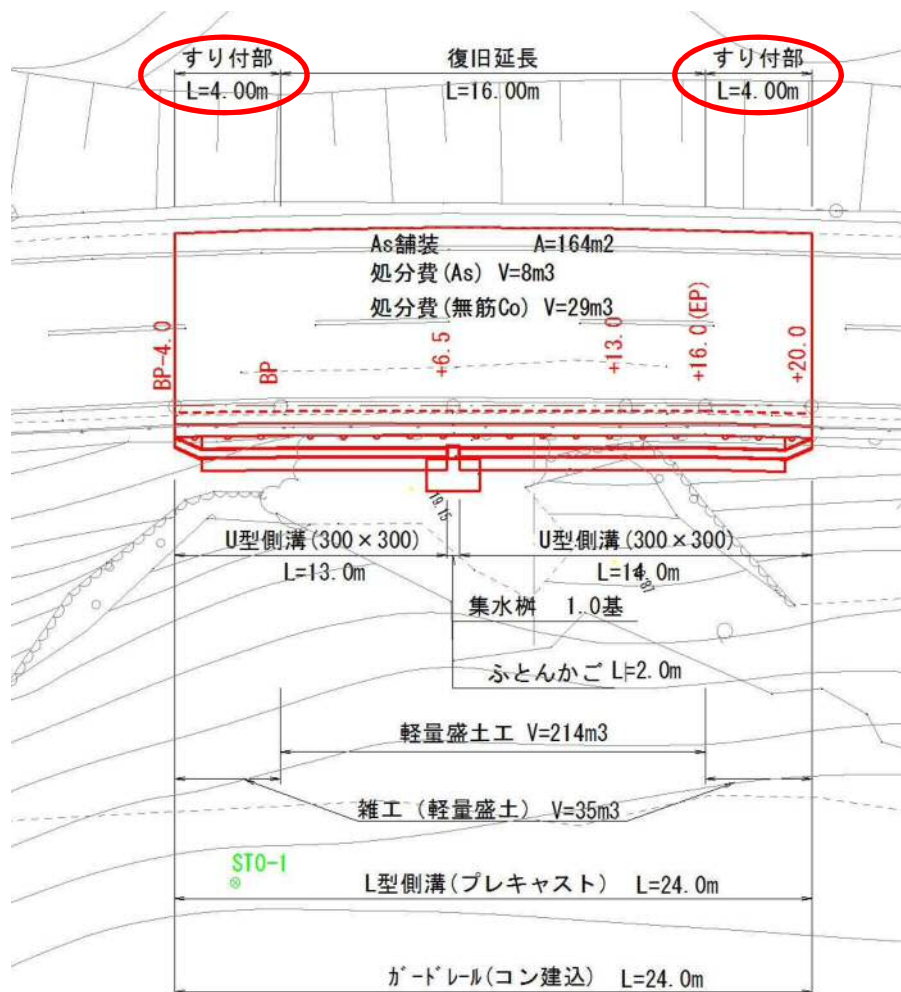 すり付部 復旧延長 すり付部
L=4.00m L=16.00m L=4.00m
As舗装 A=164m2
処分費(As) V=8m3
処分費(無筋Co) V=29m3
BP-4.0 BP +6.5 +13.0 +16.0(EP) +20.0
19.15
U型側溝(300×300) U型側溝(300×300)
L=13.0m L=14.0m
集水桝 1.0基
ふとんかご L=2.0m
軽量盛土工 V=214m3
雑工(軽量盛土) V=35m3
STO-1
L型側溝(プレキャスト) L=24.0m
ガードレール(コン建込) L=24.0m